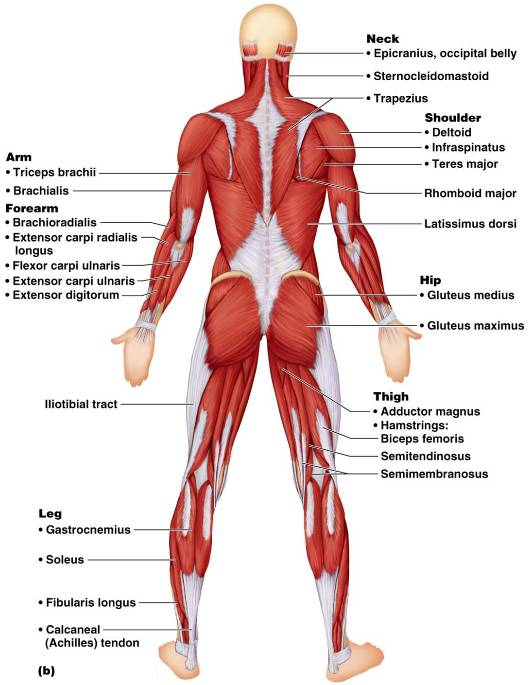 Neck
• Epicranius, occipital belly
• Sternocleidomastoid
• Trapezius
Shoulder
• Deltoid
• Infraspinatus
• Teres major
Rhomboid major
Latissimus dorsi
Arm
• Triceps brachii
• Brachialis
Forearm
• Brachioradialis
• Extensor carpi radialis
longus
• Flexor carpi ulnaris
• Extensor carpi ulnaris
• Extensor digitorum
Hip
• Gluteus medius
• Gluteus maximus
Iliotibial tract
Thigh
• Adductor magnus
• Hamstrings:
Biceps femoris
Semitendinosus
Semimembranosus
Leg
• Gastrocnemius
• Soleus
• Fibularis longus
• Calcaneal
(Achilles) tendon
(b)